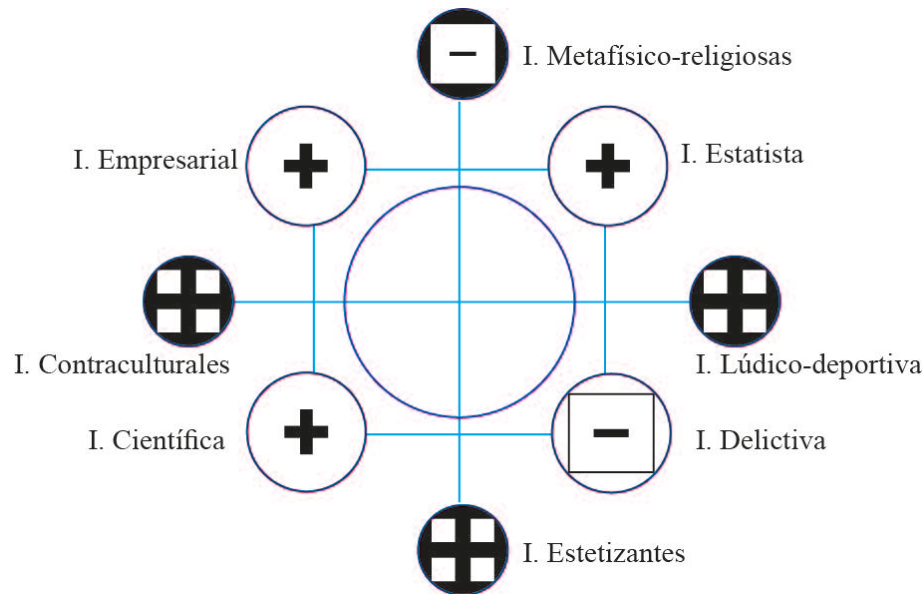 I. Metafísico-religiosas
I. Empresarial
I. Estatista
I. Contraculturales
I. Lúdico-deportiva
I. Científica
I. Delictiva
I. Estetizantes